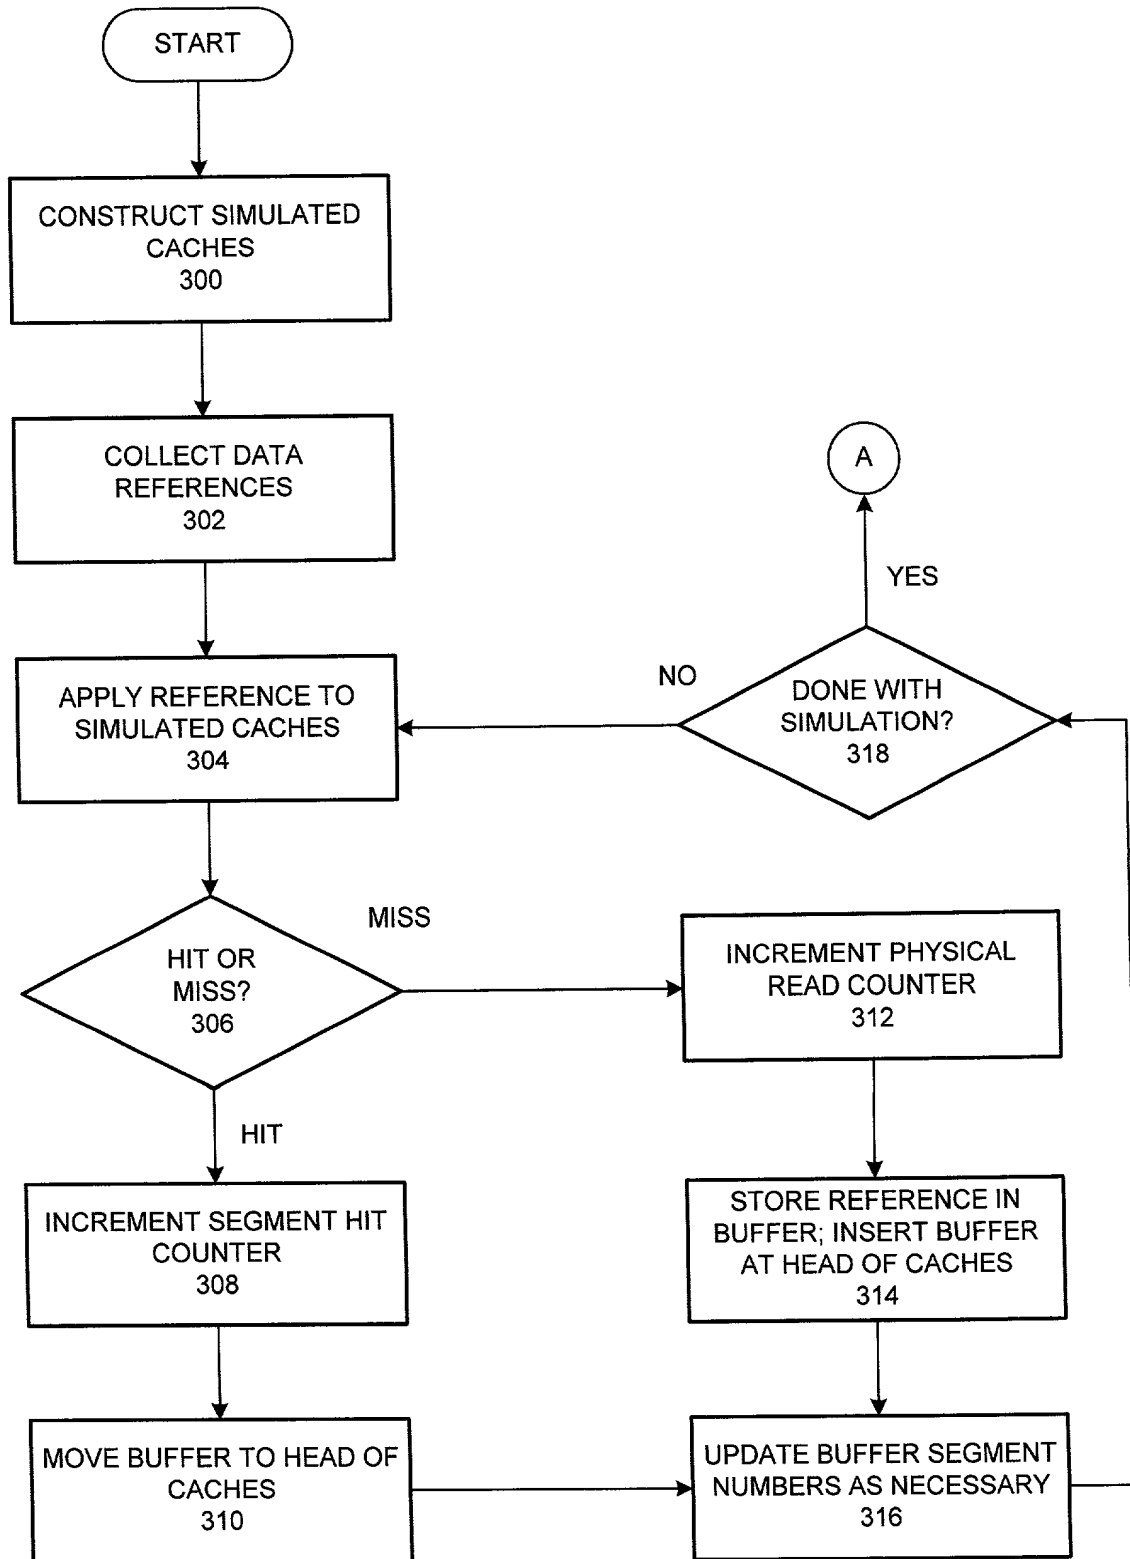 START
CONSTRUCT SIMULATED
CACHES
300
COLLECT DATA
REFERENCES
302
A
YES
APPLY REFERENCE TO
SIMULATED CACHES
304
NO
DONE WITH
SIMULATION?
318
HIT OR
MISS?
306
MISS
INCREMENT PHYSICAL
READ COUNTER
312
HIT
INCREMENT SEGMENT HIT
COUNTER
308
STORE REFERENCE IN
BUFFER; INSERT BUFFER
AT HEAD OF CACHES
314
MOVE BUFFER TO HEAD OF
CACHES
310
UPDATE BUFFER SEGMENT
NUMBERS AS NECESSARY
316